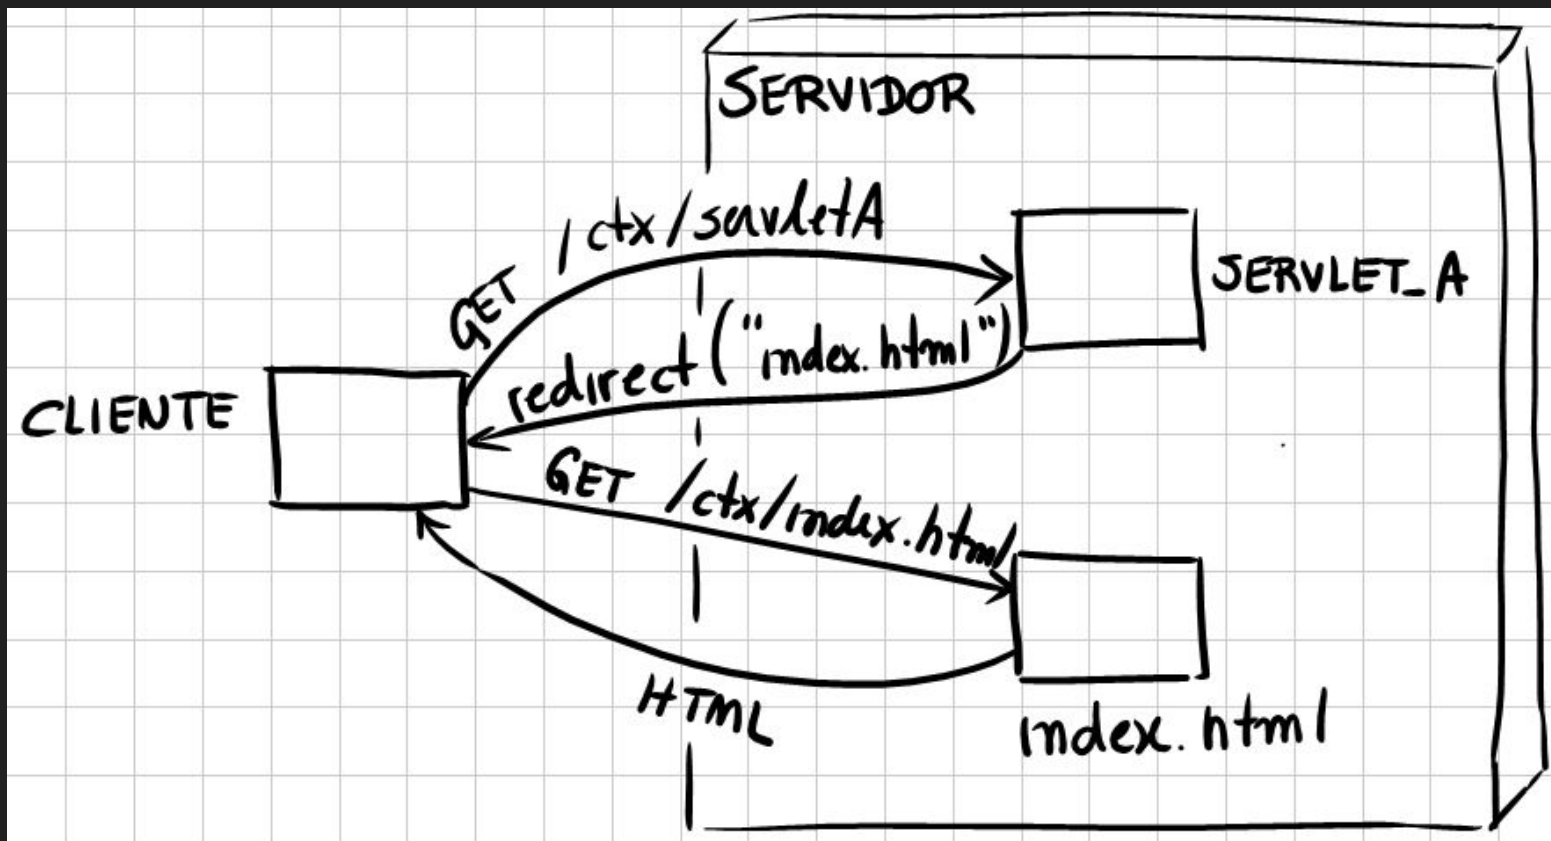 SERVIDOR
GET /ctx/servletA
SERVLET_A
redirect("index.html")
CLIENTE
GET /ctx/index.html
HTML
index.html